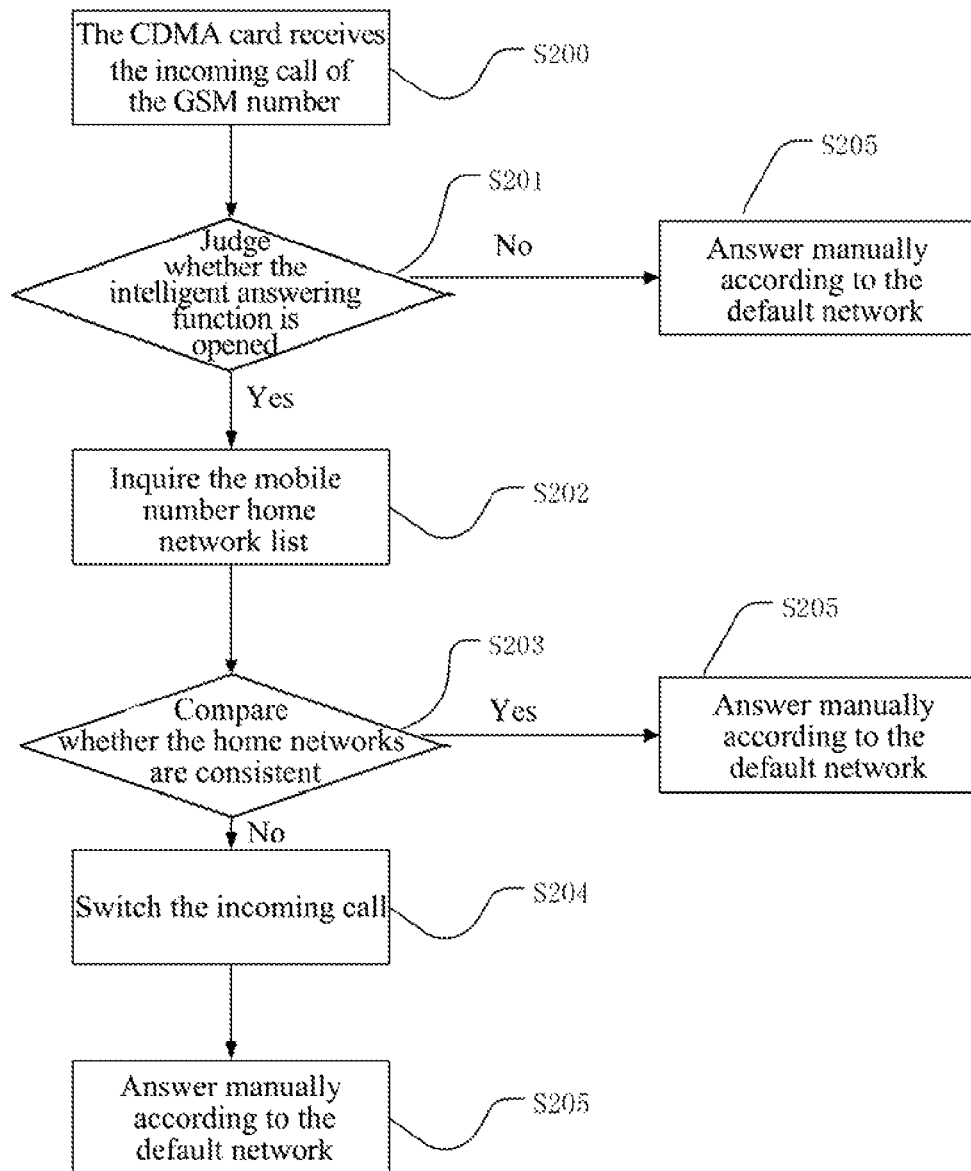 The CDMA card receives
the incoming call of
the GSM number
S200
S201
Judge
whether the
intelligent answering
function is
opened
No
S205
Answer manually
according to the
default network
Yes
Inquire the mobile
number home
network list
S202
S203
Compare
whether the home networks
are consistent
Yes
S205
Answer manually
according to the
default network
No
Switch the incoming call
S204
Answer manually
according to the
default network
S205